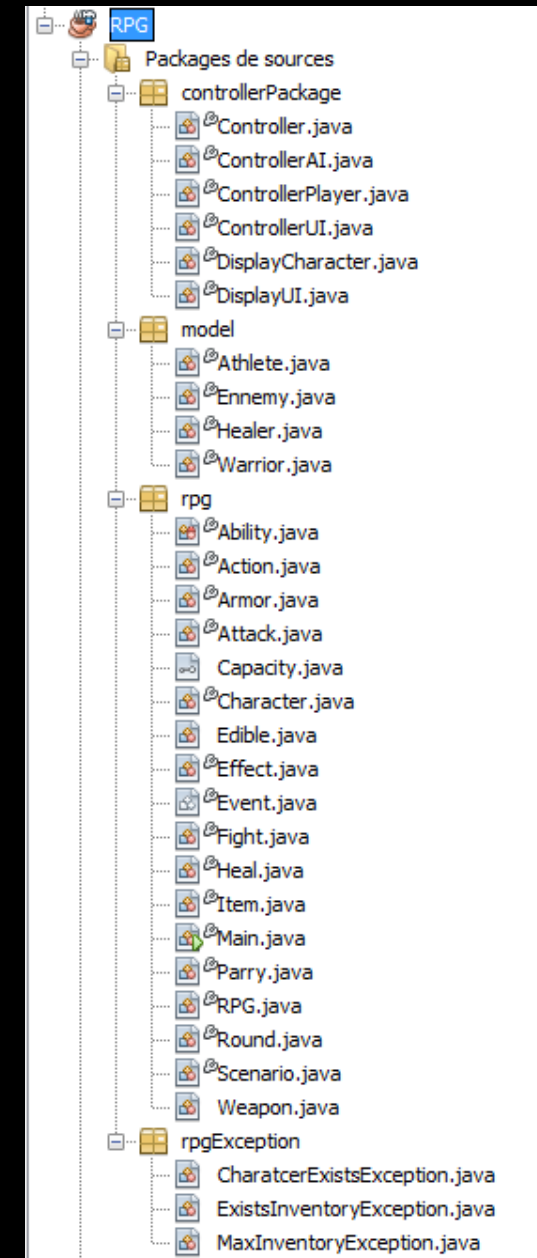 RPG
Packages de sources
controllerPackage
Controller.java
ControllerAI.java
ControllerPlayer.java
ControllerUI.java
DisplayCharacter.java
DisplayUI.java
model
Athlete.java
Ennemy.java
Healer.java
Warrior.java
rpg
Ability.java
Action.java
Armor.java
Attack.java
Capacity.java
Character.java
Edible.java
Effect.java
Event.java
Fight.java
Heal.java
Item.java
Main.java
Parry.java
RPG.java
Round.java
Scenario.java
Weapon.java
rpgException
CharatcerExistsException.java
ExistsInventoryException.java
MaxInventoryException.java